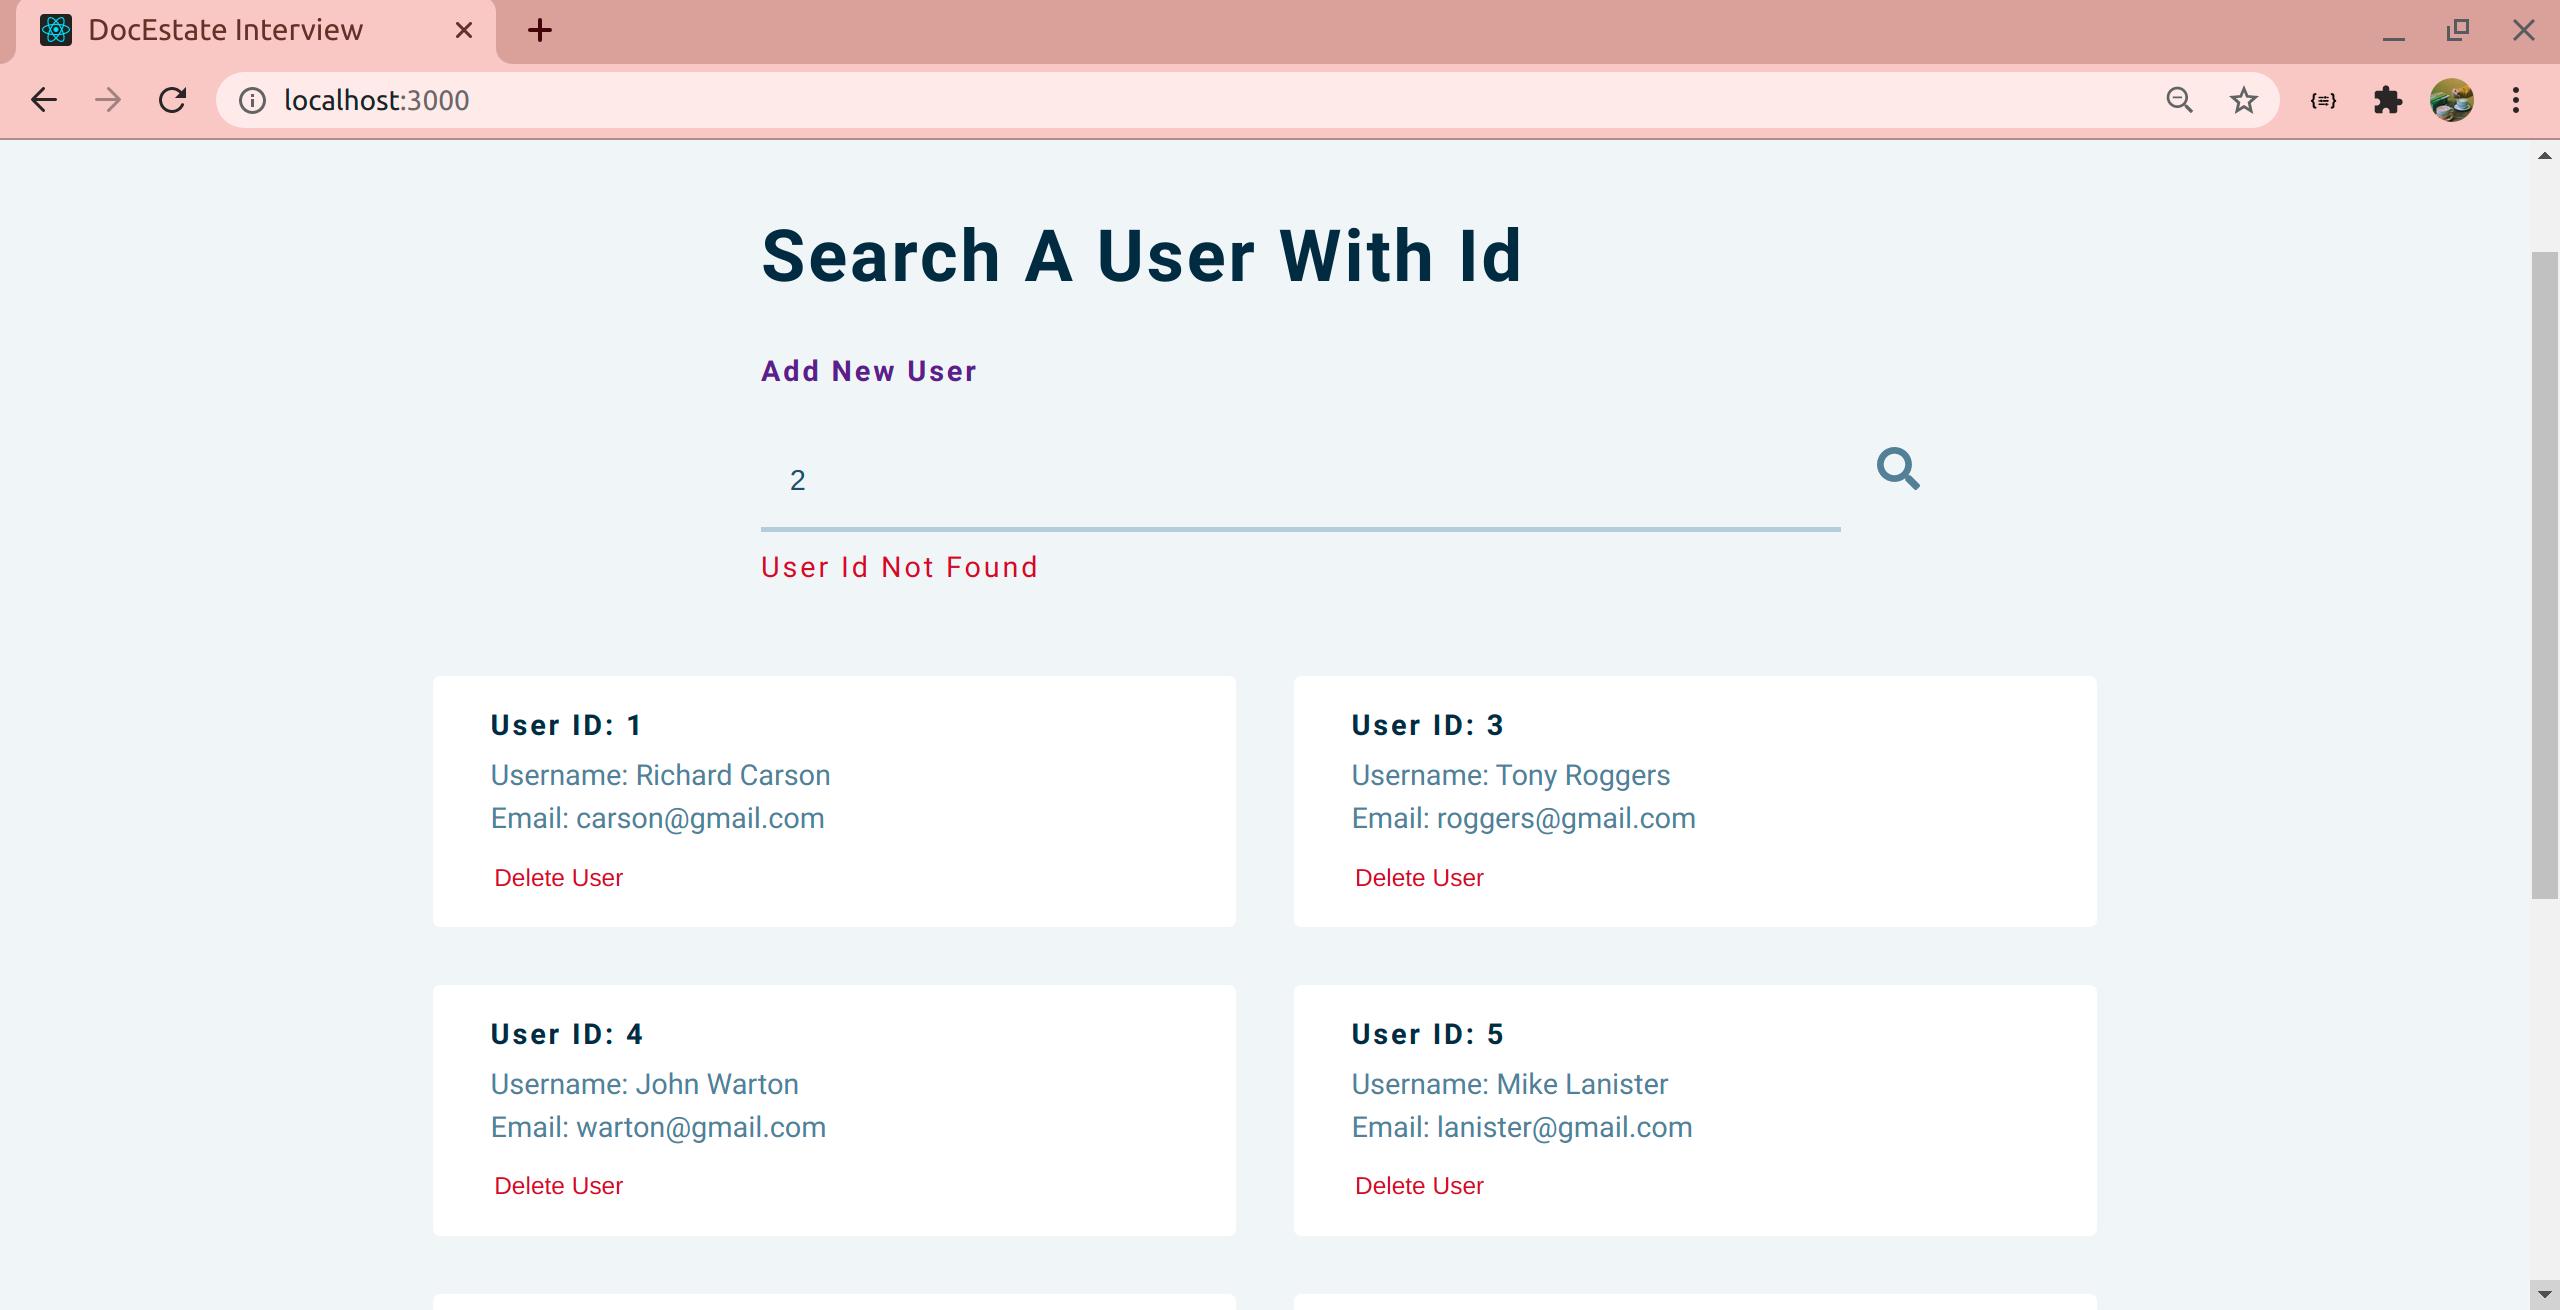 DocEstate Interview
localhost:3000
Search A User With Id
Add New User
2
User Id Not Found
User ID: 1
Username: Richard Carson
Email: carson@gmail.com
Delete User
User ID: 3
Username: Tony Roggers
Email: roggers@gmail.com
Delete User
User ID: 4
Username: John Warton
Email: warton@gmail.com
Delete User
User ID: 5
Username: Mike Lanister
Email: lanister@gmail.com
Delete User